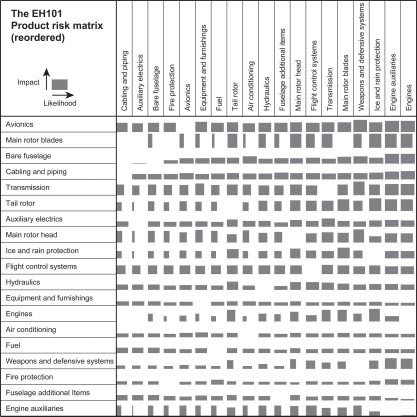 The EH101
Product risk matrix
(reordered)
Impact
Likelihood
Cabling and piping
Auxiliary electrics
Bare fuselage
Fire protection
Avionics
Equipment and furnishings
Fuel
Tail rotor
Air conditioning
Hydraulics
Fuselage additional items
Main rotor head
Flight control systems
Transmission
Main rotor blades
Weapons and defensive systems
Ice and rain protection
Engine auxiliaries
Engines
Avionics
Main rotor blades
Bare fuselage
Cabling and piping
Transmission
Tail rotor
Auxiliary electrics
Main rotor head
Ice and rain protection
Flight control systems
Hydraulics
Equipment and furnishings
Engines
Air conditioning
Fuel
Weapons and defensive systems
Fire protection
Fuselage additional Items
Engine auxiliaries